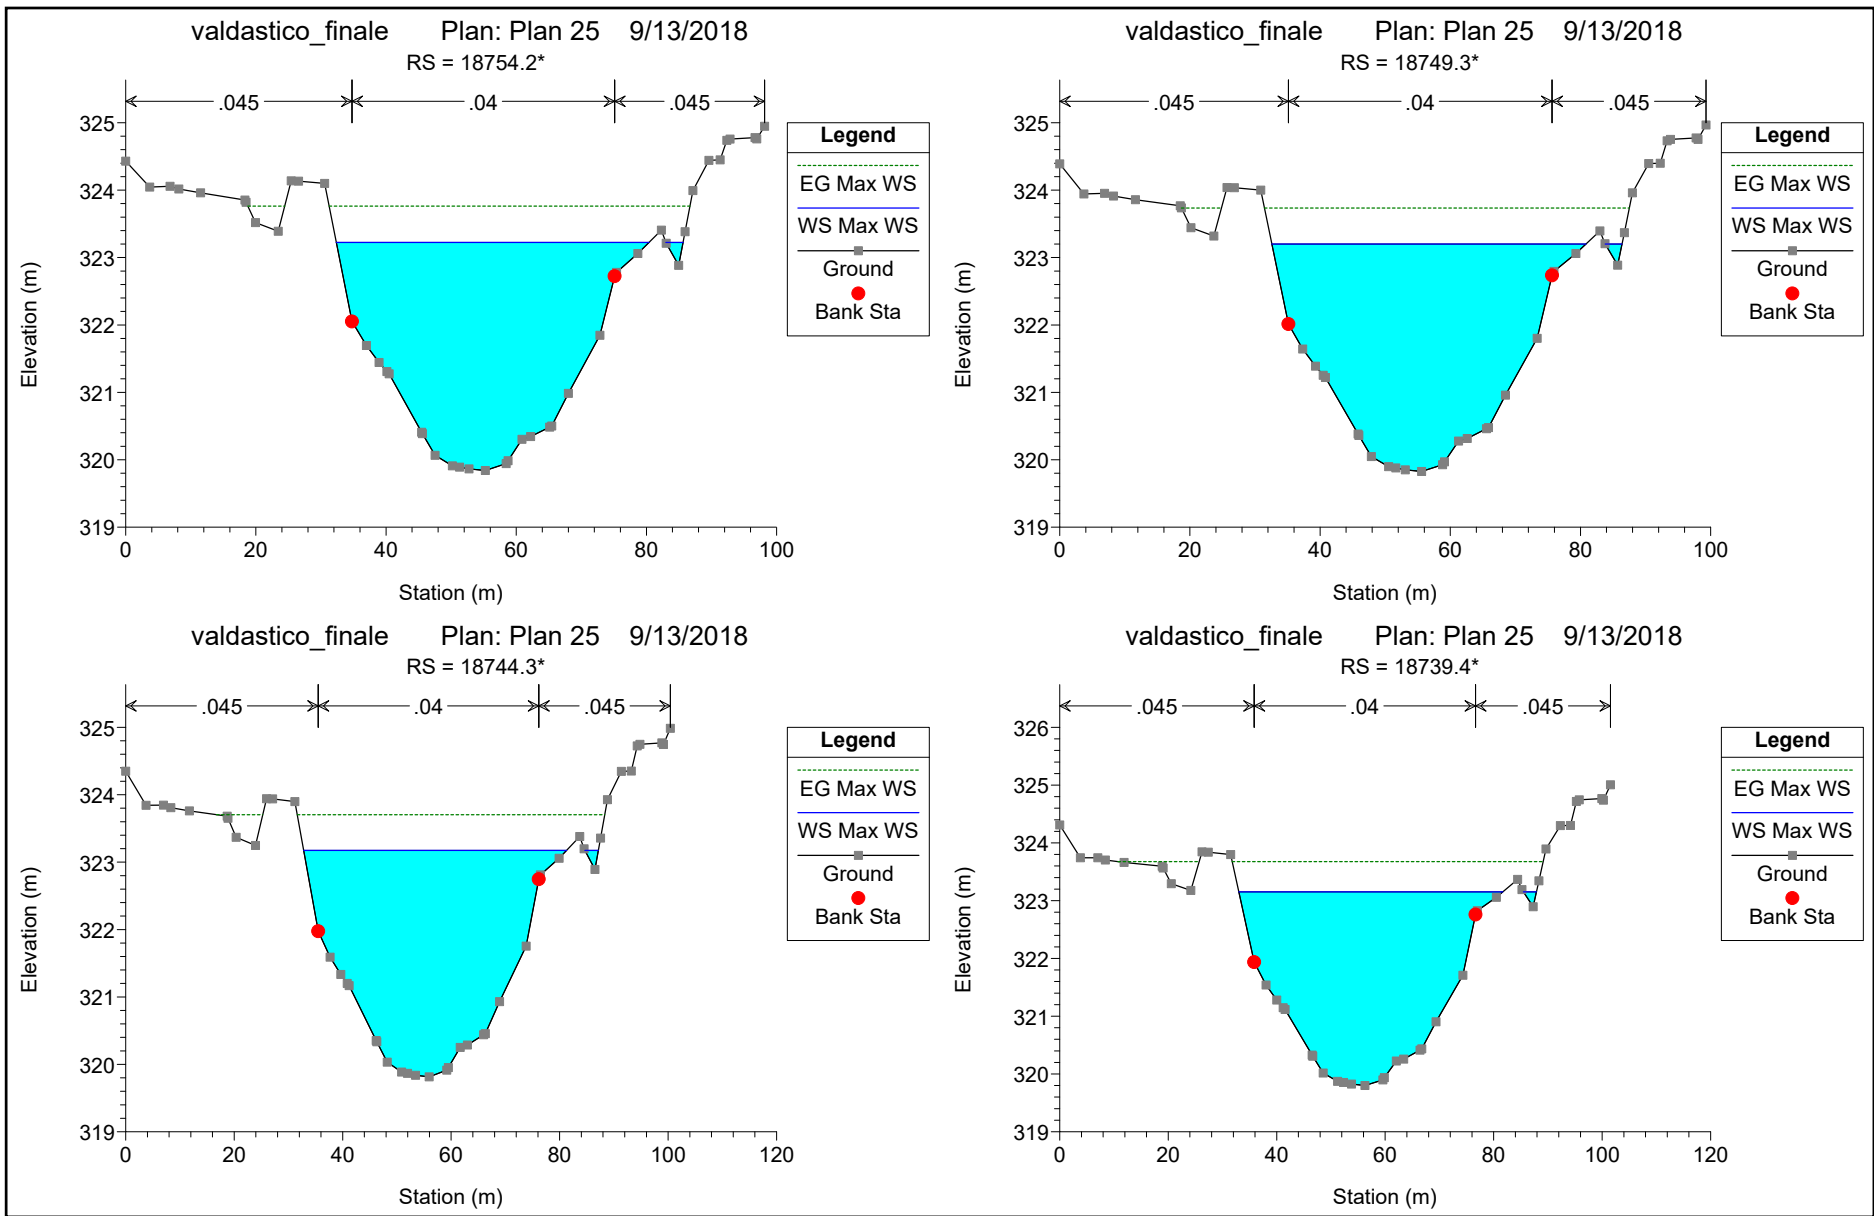 valdastico_finale Plan: Plan 25 9/13/2018
RS = 18754.2*
.045 .04 .045
325
324
323
322
321
320
319
Elevation (m)
0 20 40 60 80 100
Station (m)
Legend
EG Max WS
WS Max WS
Ground
Bank Sta
valdastico_finale Plan: Plan 25 9/13/2018
RS = 18749.3*
.045 .04 .045
325
324
323
322
321
320
319
Elevation (m)
0 20 40 60 80 100
Station (m)
Legend
EG Max WS
WS Max WS
Ground
Bank Sta
valdastico_finale Plan: Plan 25 9/13/2018
RS = 18744.3*
.045 .04 .045
325
324
323
322
321
320
319
Elevation (m)
0 20 40 60 80 100 120
Station (m)
Legend
EG Max WS
WS Max WS
Ground
Bank Sta
valdastico_finale Plan: Plan 25 9/13/2018
RS = 18739.4*
.045 .04 .045
326
325
324
323
322
321
320
319
Elevation (m)
0 20 40 60 80 100 120
Station (m)
Legend
EG Max WS
WS Max WS
Ground
Bank Sta